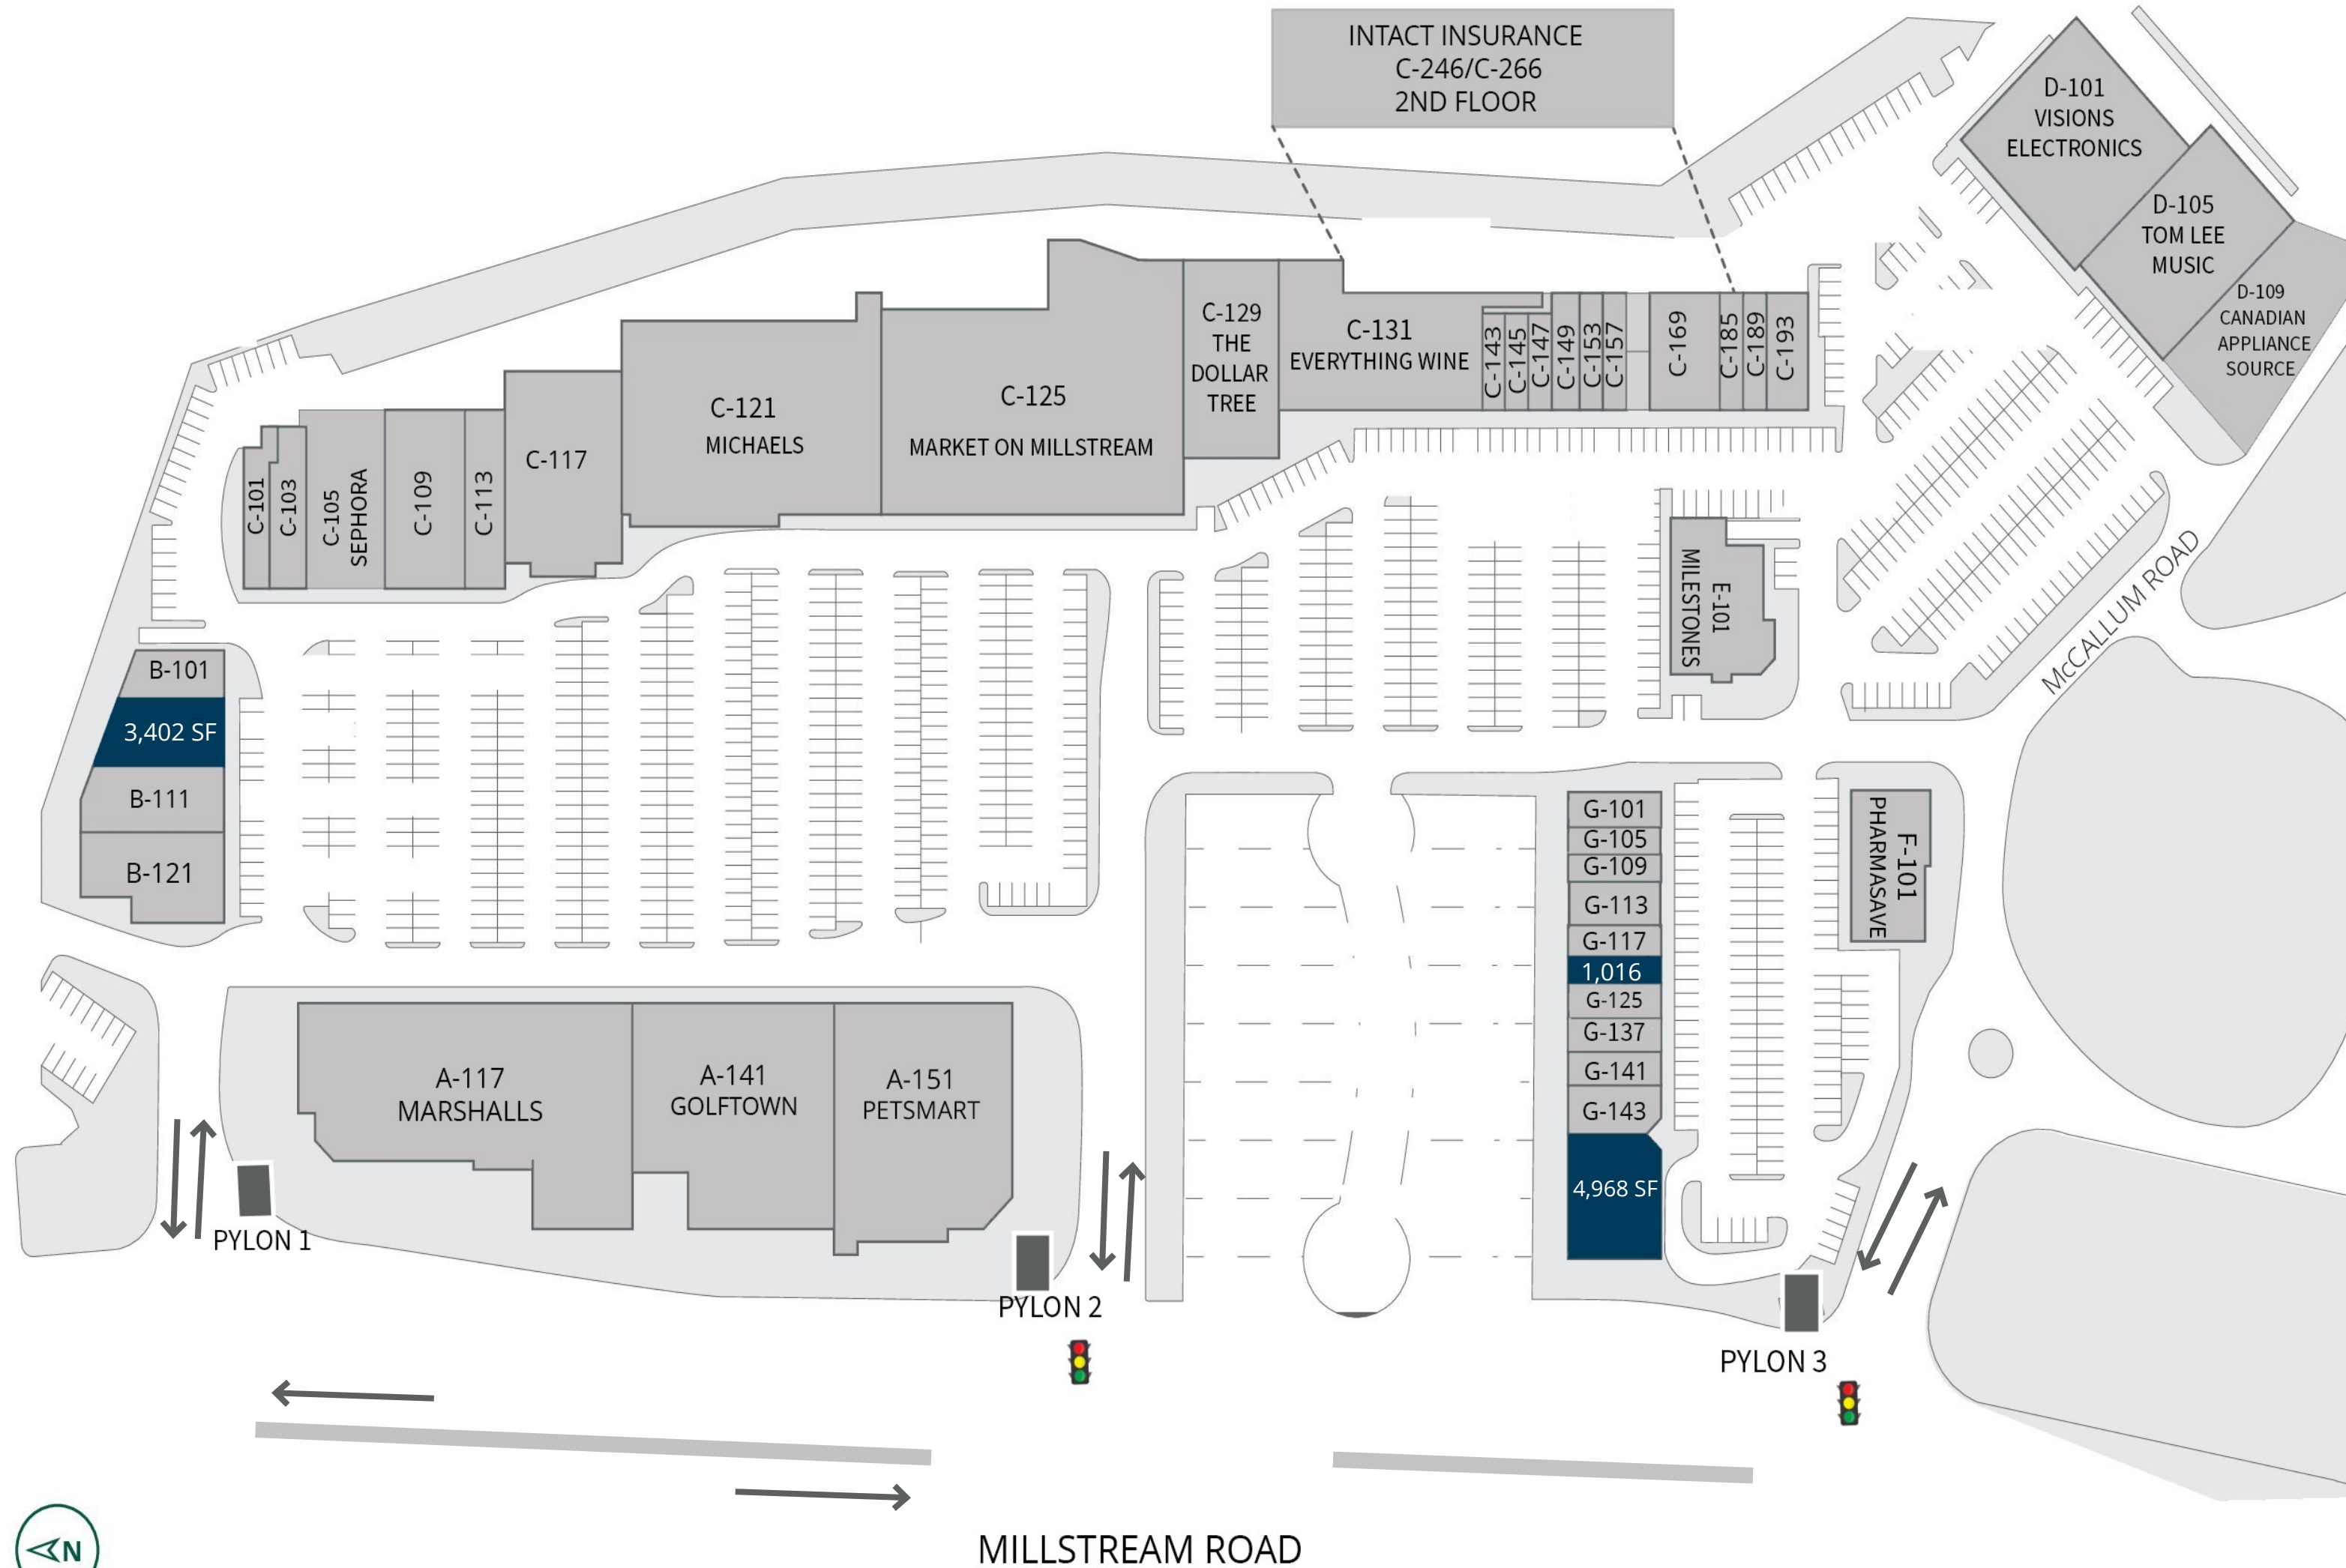 INTACT INSURANCE
C-246/C-266
2ND FLOOR
D-101
VISIONS
ELECTRONICS
D-105
TOM LEE
MUSIC
D-109
CANADIAN
APPLIANCE
SOURCE
C-101
C-103
C-105
SEPHORA
C-109
C-113
C-117
C-121
MICHAELS
C-125
MARKET ON MILLSTREAM
C-129
THE
DOLLAR
TREE
C-131
EVERYTHING WINE
C-143
C-145
C-147
C-149
C-153
C-157
C-169
C-185
C-189
C-193
E-101
MILESTONES
McCALLUM ROAD
B-101
3,402 SF
B-111
B-121
G-101
G-105
G-109
G-113
G-117
1,016
G-125
G-137
G-141
G-143
4,968 SF
F-101
PHARMASAVE
A-117
MARSHALLS
A-141
GOLFTOWN
A-151
PETSMART
PYLON 1
PYLON 2
PYLON 3
MILLSTREAM ROAD
N